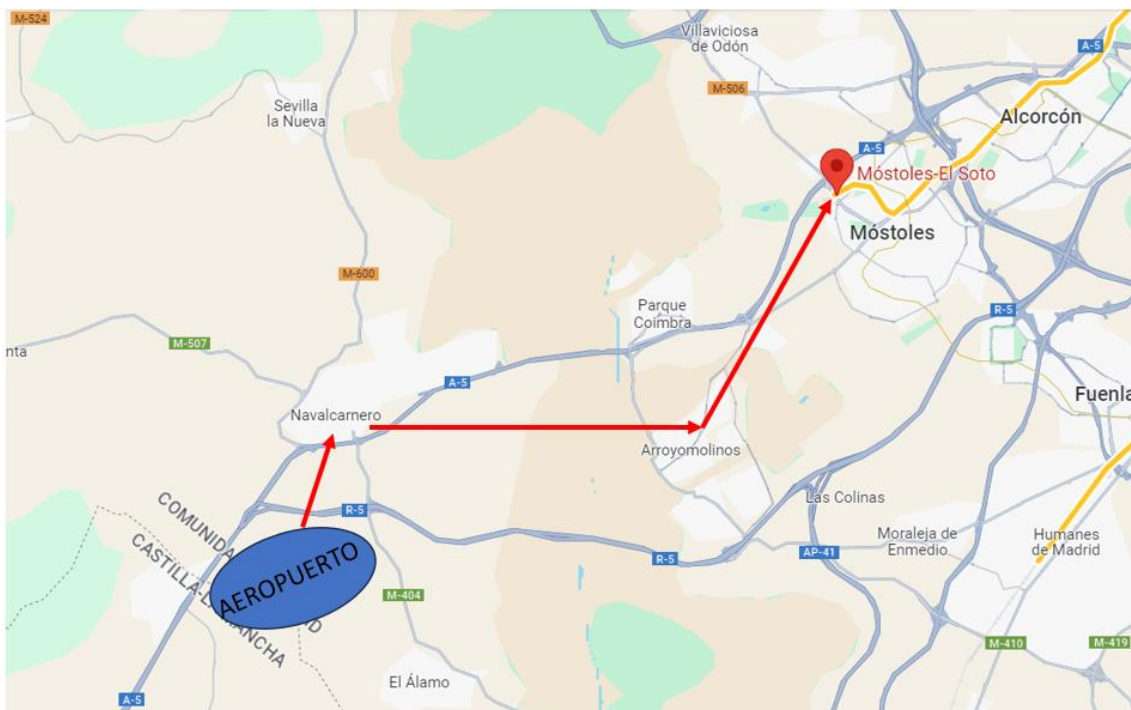 M-524
Villaviciosa
de Odón
A-5
Sevilla
la Nueva
M-506
Alcorcón
A-5
Móstoles-El Soto
Móstoles
M-600
Parque
Coimbra
R-5
M-507
nta
A-5
Fuenla
Navalcarnero
Arroyomolinos
Las Colinas
R-5
COMUNIDA
D
CASTILLA-L
MANCHA
AEROPUERTO
Moraleja de
Enmedio
Humanes
de Madrid
AP-41
R-5
M-404
M-410
M-419
El Álamo
A-5